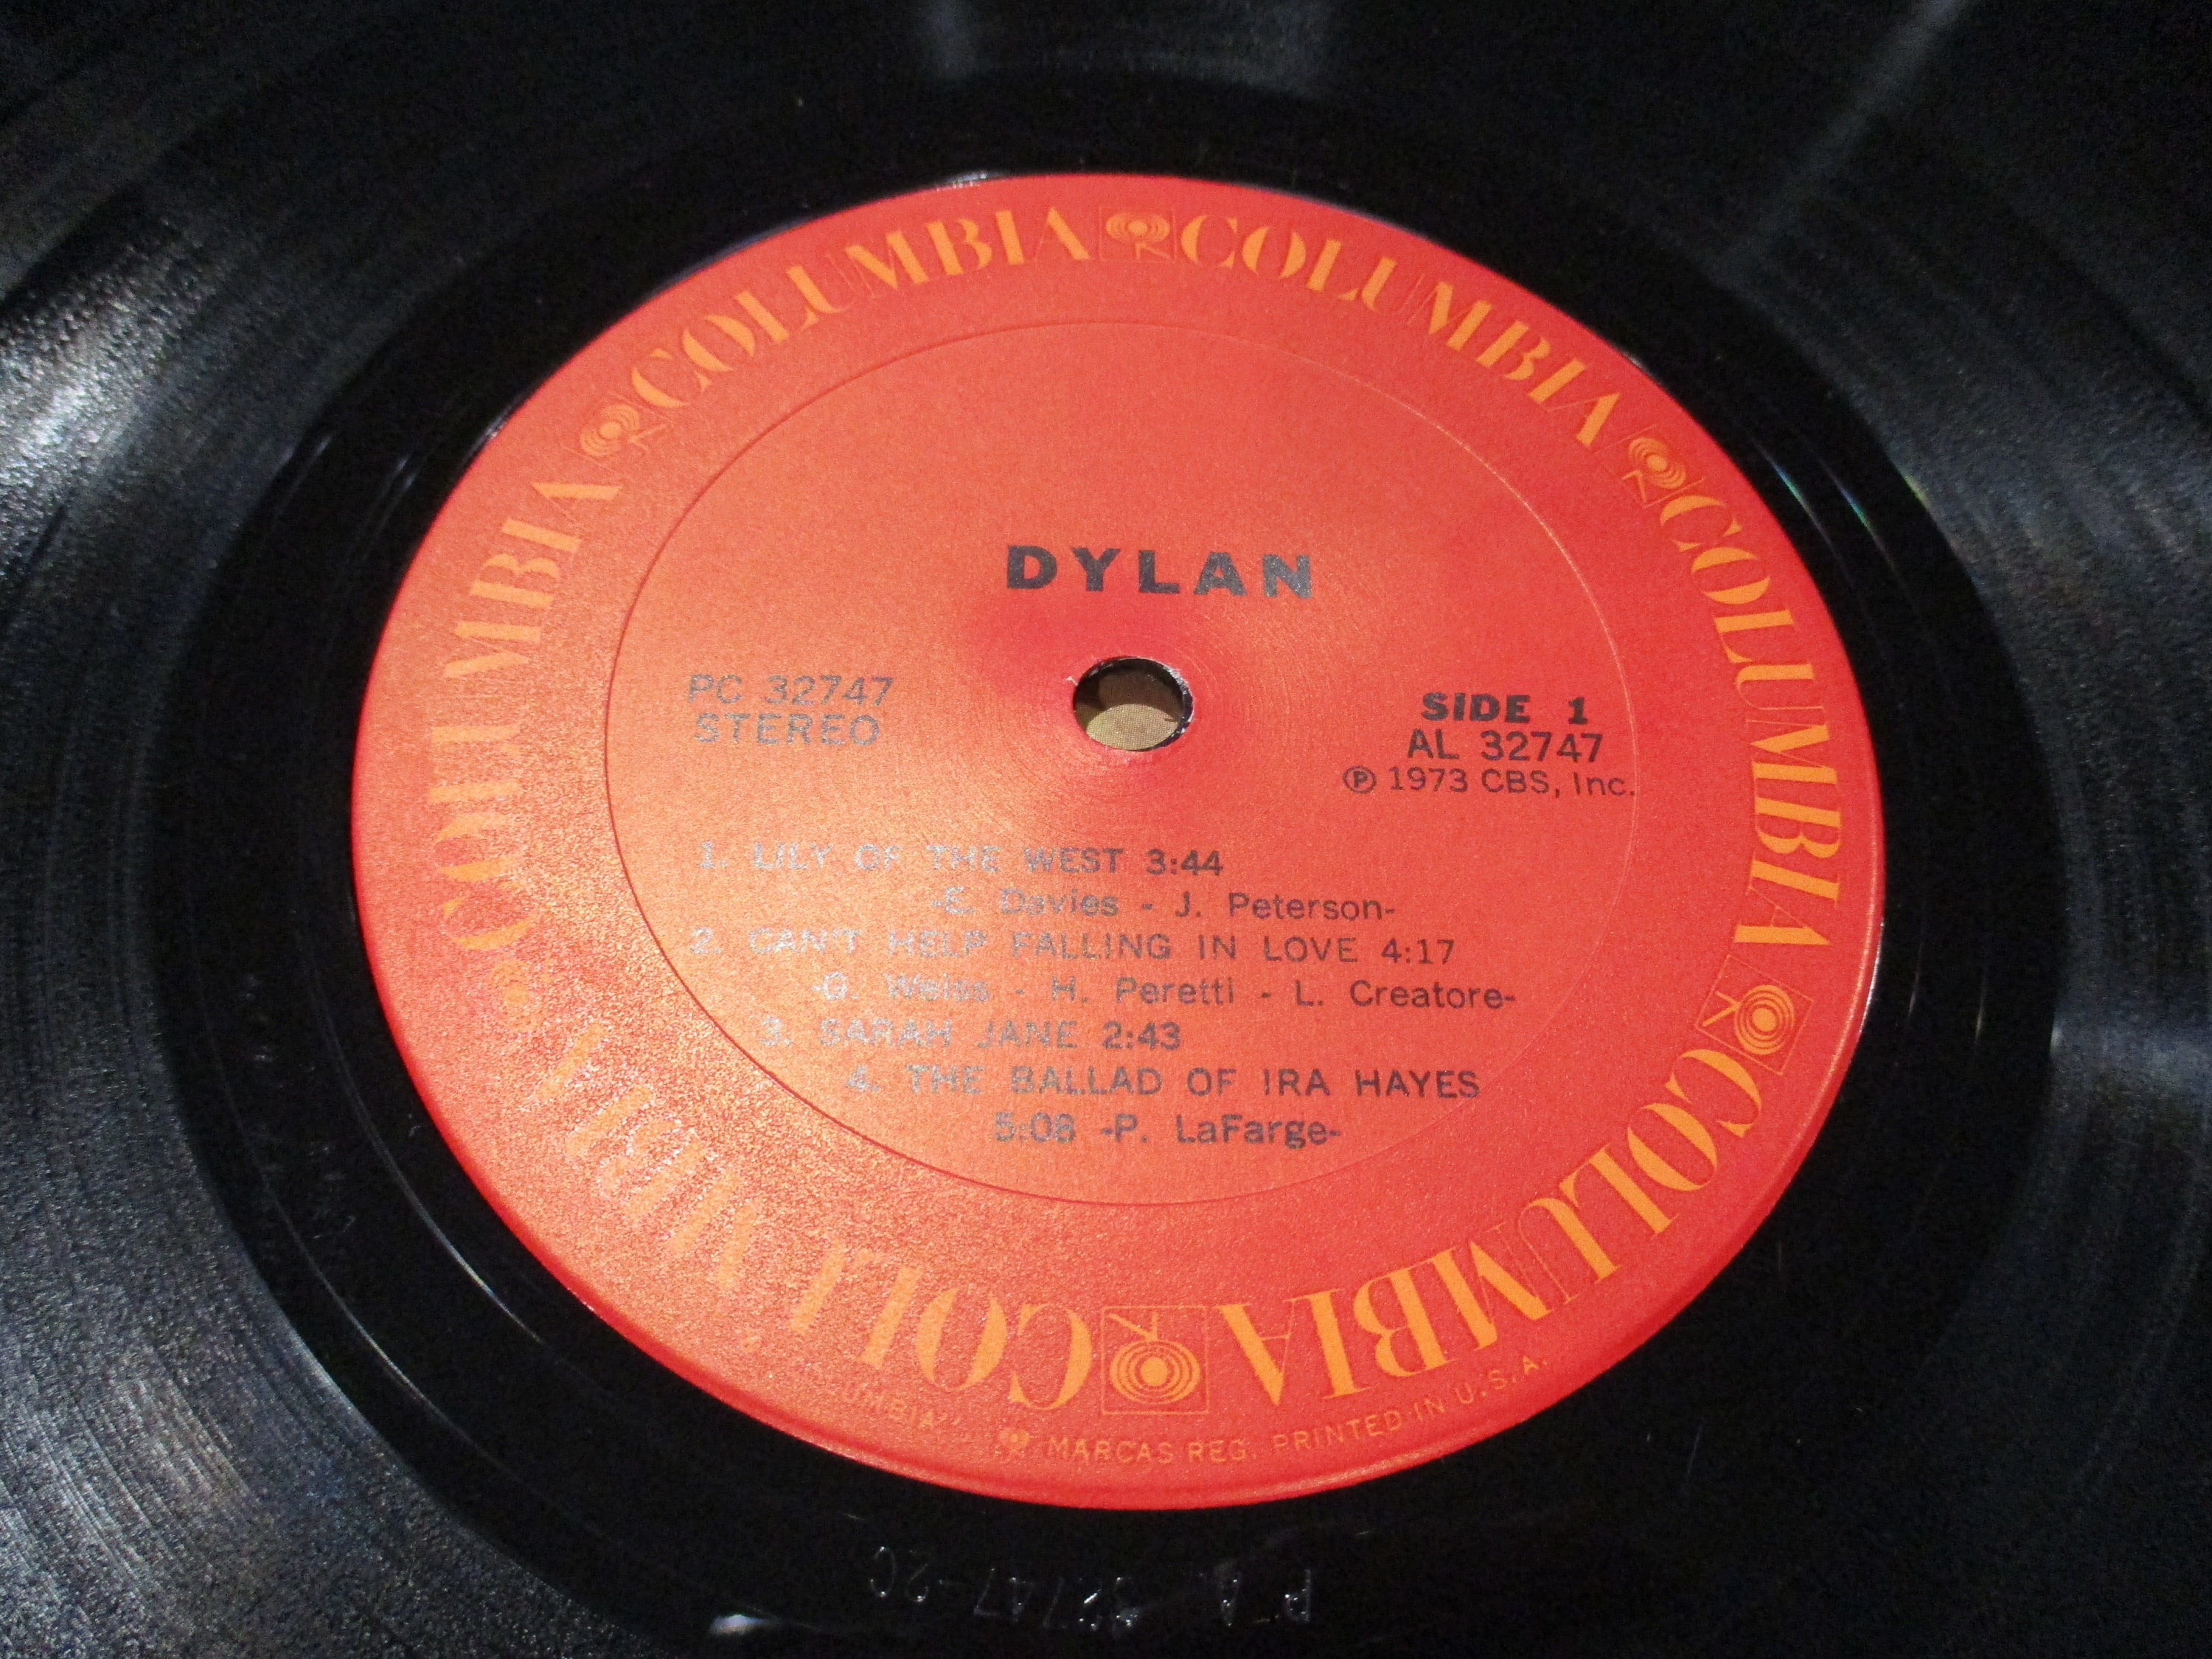 COLUMBIA COLUMBIA COLUMBIA COLUMBIA COLUMBIA COLUMBIA
DYLAN
PC 32747
STEREO
SIDE 1
AL 32747
℗ 1973 CBS, Inc.
1. LILY OF THE WEST 3:44
-E. Davies - J. Peterson-
2. CAN'T HELP FALLING IN LOVE 4:17
-G. Weiss - H. Peretti - L. Creatore-
3. SARAH JANE 2:43
4. THE BALLAD OF IRA HAYES
5:08 -P. LaFarge-
MARCAS REG. PRINTED IN U.S.A.
32747-2C